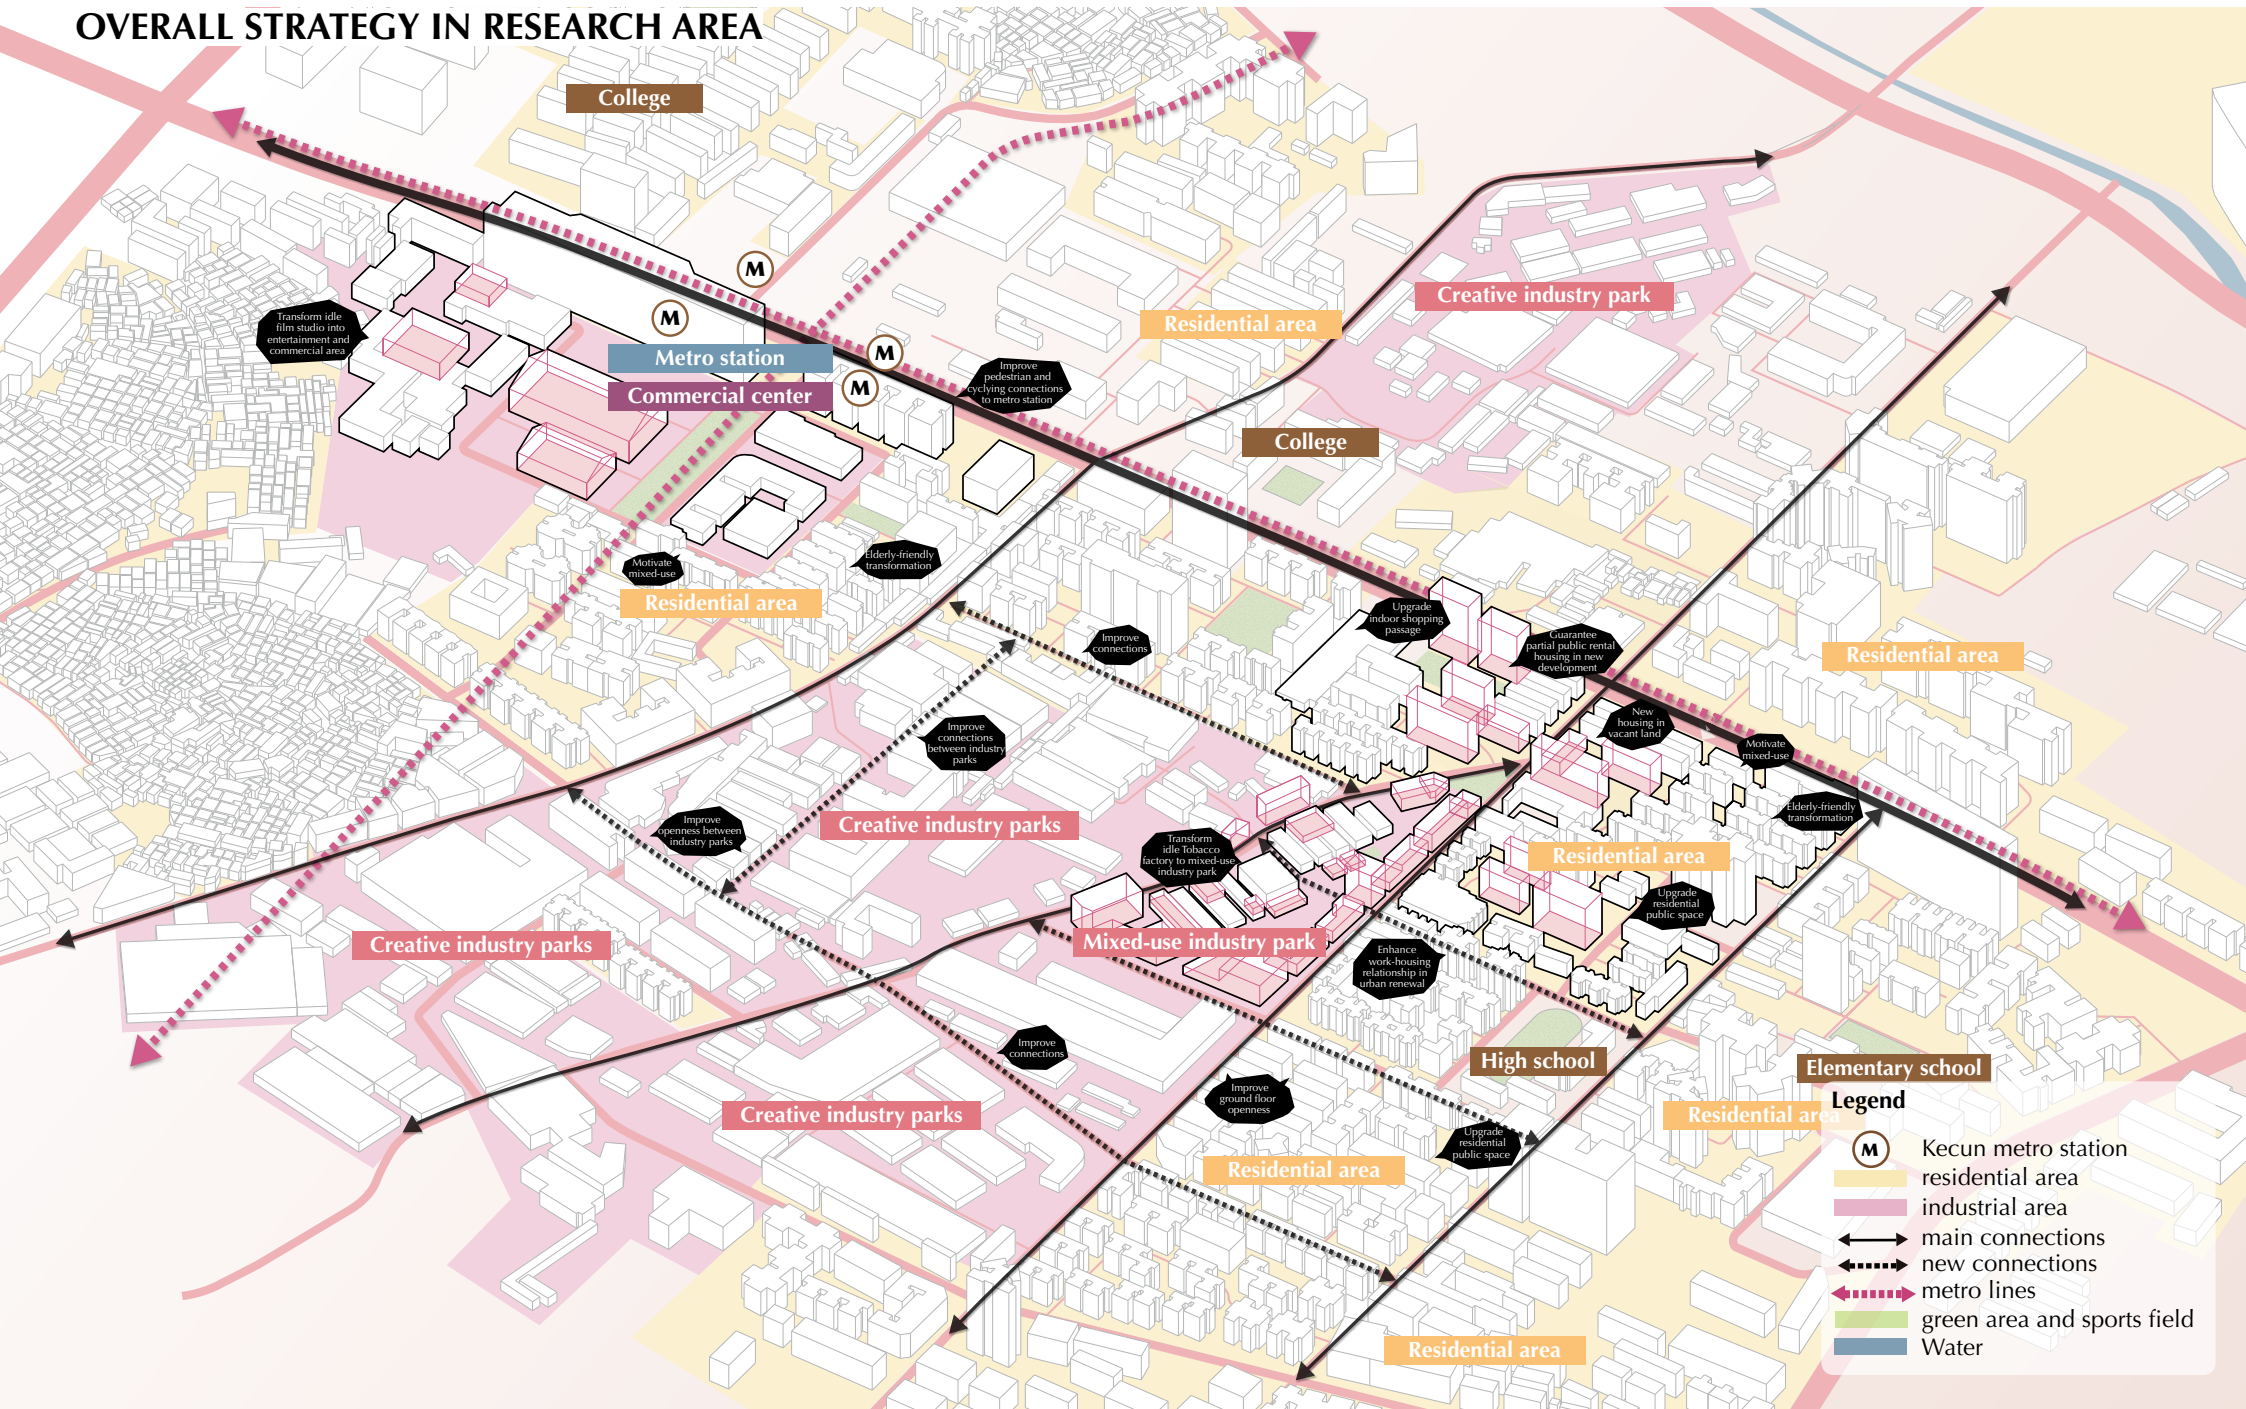 OVERALL STRATEGY IN RESEARCH AREA
College
M
M
Metro station
Commercial center
M
M
Transform idle
film studio into
entertainment and
commercial area
Improve
pedestrian and
cyclying connections
to metro station
Residential area
Creative industry park
College
Motivate
mixed-use
Elderly-friendly
transformation
Residential area
Improve
connections
Upgrade
indoor shopping
passage
Guarantee
partial public rental
housing in new
development
Residential area
New
housing in
vacant land
Motivate
mixed-use
Improve
connections
between industry
parks
Improve
openness between
industry parks
Creative industry parks
Transform
idle Tobacco
factory to mixed-use
industry park
Elderly-friendly
transformation
Residential area
Upgrade
residential
public space
Creative industry parks
Mixed-use industry park
Enhance
work-housing
relationship in
urban renewal
Improve
connections
High school
Elementary school
Improve
ground floor
openness
Creative industry parks
Residential area
Upgrade
residential
public space
Residential area
Residential area
Legend
M
Kecun metro station
residential area
industrial area
main connections
new connections
metro lines
green area and sports field
Water